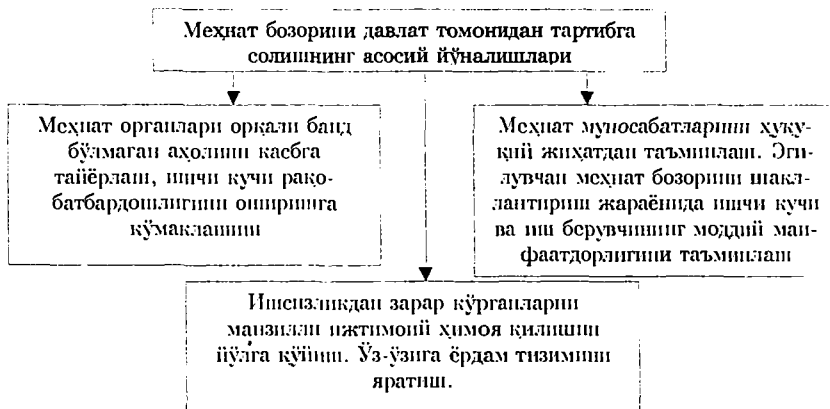 Меҳнат бозорини давлат томонидан тартибга
солишнинг асосий йўналишлари
Меҳнат органлари орқали банд
бўлмаган аҳолини касбга
тайёрлаш, ишчи кучи рақо-
батбардошлигини оширишга
кўмаклашиш
Меҳнат муносабатларини ҳуқу-
қий жиҳатдан таъминлаш. Эги-
лувчан меҳнат бозорини шакл-
лантириш жараёнида ишчи кучи
ва иш берувчининг моддий ман-
фаатдорлигини таъминлаш
Ишсизликдан зарар кўрганларни
манзилли ижтимоий ҳимоя қилишни
йўлга қўйиш. Ўз-ўзига ёрдам тизимини
яратиш.